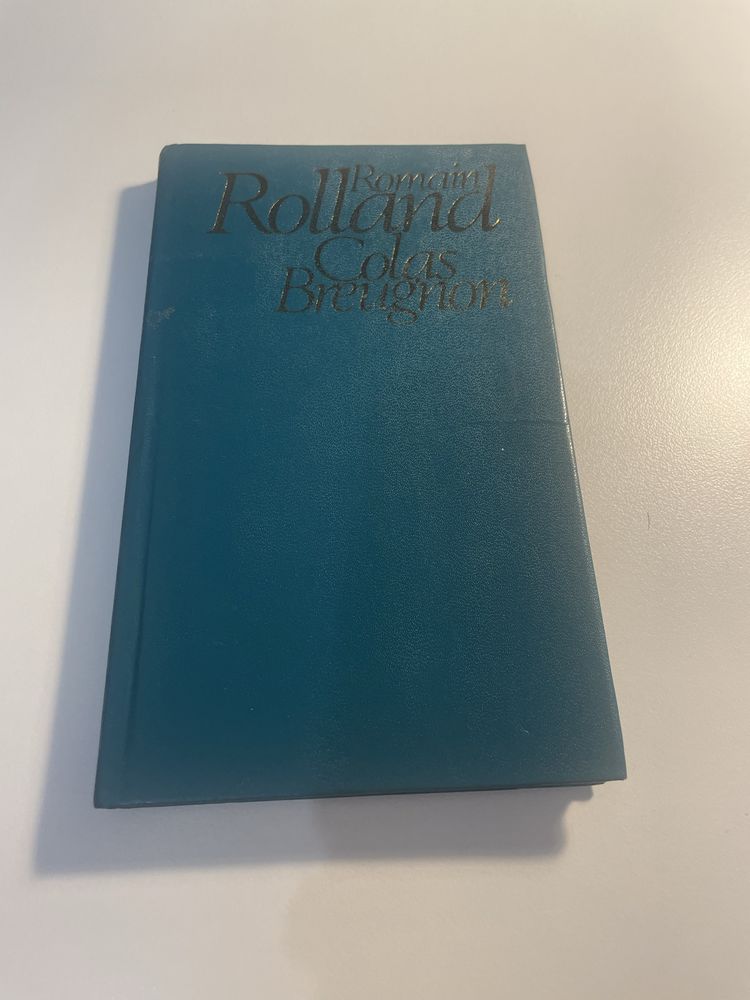 Romain
Rolland
Colas
Breugnon